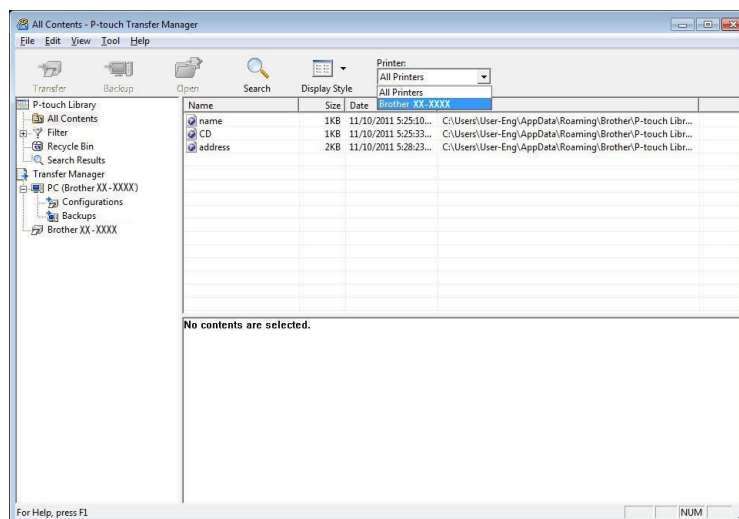 All Contents - P-touch Transfer Manager
File Edit View Tool Help
Transfer Backup Open Search Display Style
Printer:
All Printers
All Printers
Brother XX-XXXX
P-touch Library
All Contents
Filter
Recycle Bin
Search Results
Transfer Manager
PC (Brother XX-XXXX)
Configurations
Backups
Brother XX-XXXX
Name Size Date
name 1KB 11/10/2011 5:25:10... C:\Users\User-Eng\AppData\Roaming\Brother\P-touch Libr...
CD 1KB 11/10/2011 5:25:33... C:\Users\User-Eng\AppData\Roaming\Brother\P-touch Libr...
address 2KB 11/10/2011 5:28:23... C:\Users\User-Eng\AppData\Roaming\Brother\P-touch Libr...
No contents are selected.
For Help, press F1
NUM